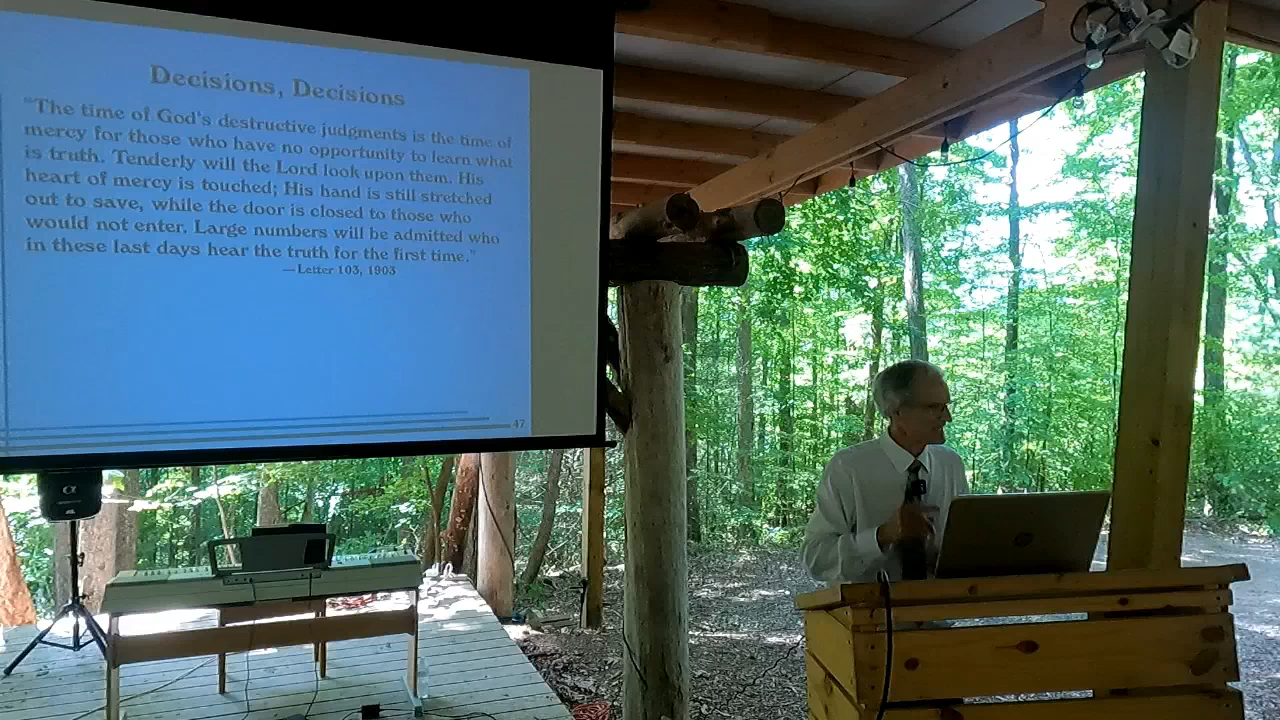 Decisions, Decisions
"The time of God's destructive judgments is the time of
mercy for those who have no opportunity to learn what
is truth. Tenderly will the Lord look upon them. His
heart of mercy is touched; His hand is still stretched
out to save, while the door is closed to those who
would not enter. Large numbers will be admitted who
in these last days hear the truth for the first time."
—Letter 103, 1903
47
hp